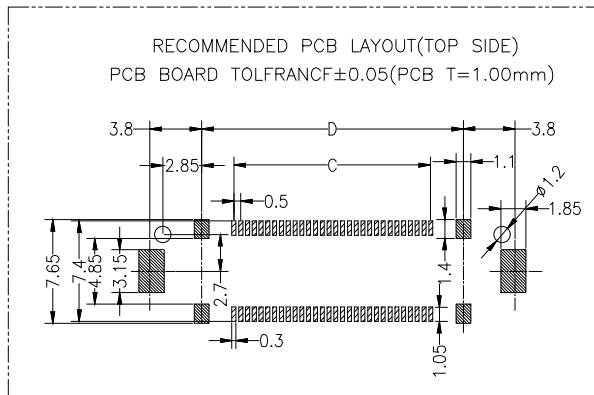 RECOMMENDED PCB LAYOUT(TOP SIDE)
PCB BOARD TOLFRANCF±0.05(PCB T=1.00mm)
3.8
D
3.8
2.85
C
1.1
ø1.2
0.5
1.85
7.65
7.4
4.85
3.15
2.7
1.4
0.3
1.05